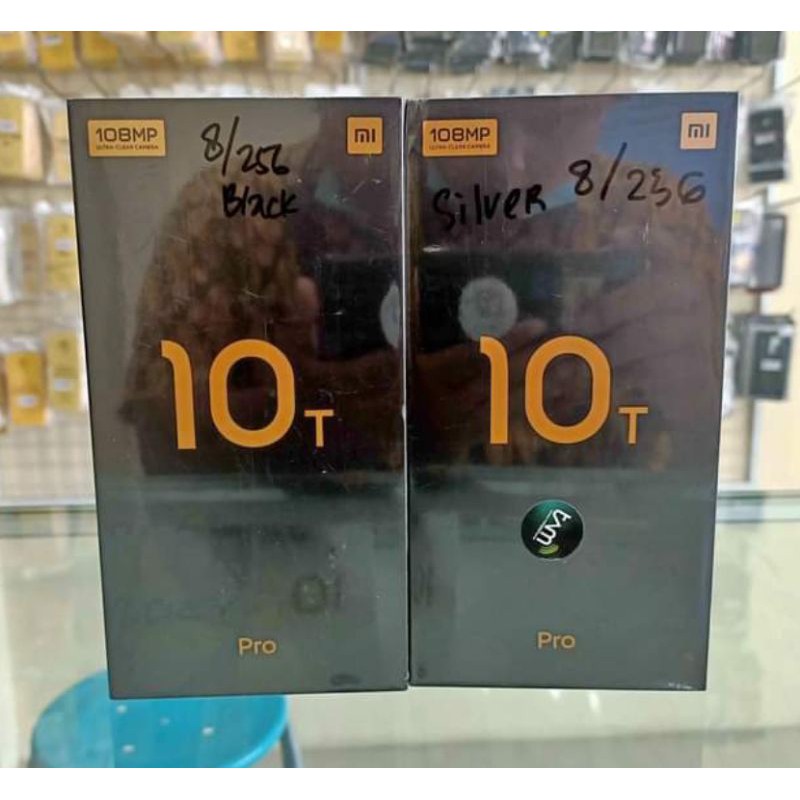 108MP
ULTRA-CLEAR CAMERA
8/256
Black
mi
10T
Pro
108MP
ULTRA-CLEAR CAMERA
mi
Silver 8/256
10T
Pro